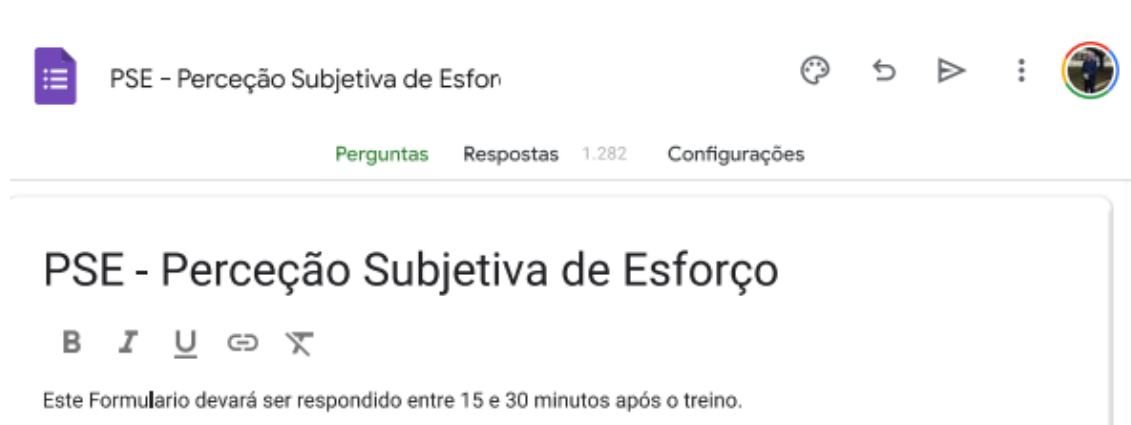 PSE - Perceção Subjetiva de Esforç
Perguntas Respostas 1.282 Configurações
PSE - Perceção Subjetiva de Esforço
B I U
Este Formulario devará ser respondido entre 15 e 30 minutos após o treino.